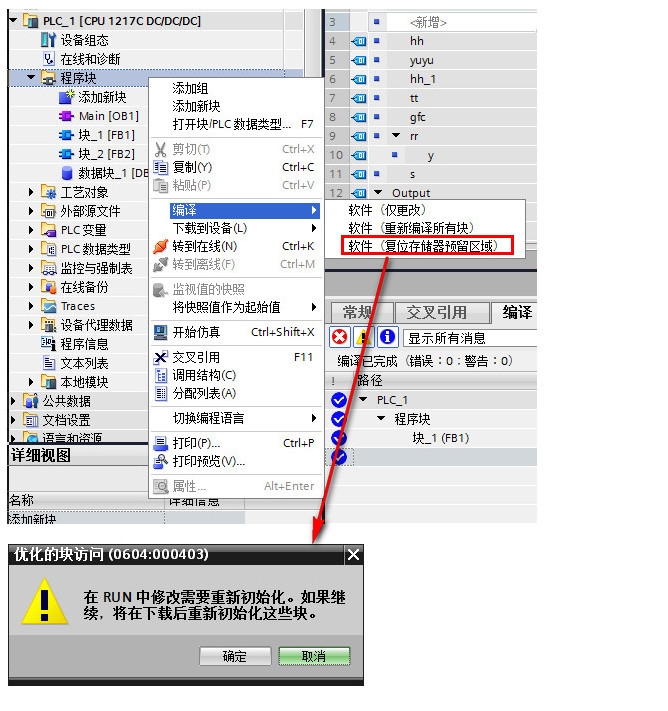 PLC_1 [CPU 1217C DC/DC/DC]
设备组态
在线和诊断
程序块
添加新块
Main [OB1]
块_1 [FB1]
块_2 [FB2]
数据块_1 [DB
工艺对象
外部源文件
PLC 变量
PLC 数据类型
监控与强制表
在线备份
Traces
设备代理数据
程序信息
文本列表
本地模块
公共数据
文档设置
语言和资源
详细视图
名称
详细信息
添加新块
添加组
添加新块
打开块/PLC 数据类型... F7
剪切(T) Ctrl+X
复制(Y) Ctrl+C
粘贴(P) Ctrl+V
编译
下载到设备(L)
转到在线(N) Ctrl+K
转到离线(F) Ctrl+M
监视值的快照
将快照值作为起始值
开始仿真 Ctrl+Shift+X
交叉引用 F11
调用结构(C)
分配列表(A)
切换编程语言
打印(P)... Ctrl+P
打印预览(V)...
属性... Alt+Enter
3 <新增>
4 hh
5 yuyu
6 hh_1
7 tt
8 gfc
9 rr
10 y
11 s
12 Output
软件（仅更改）
软件（重新编译所有块）
软件（复位存储器预留区域）
常规 交叉引用 编译
显示所有消息
编译已完成（错误：0；警告：0）
! 路径
PLC_1
程序块
块_1 (FB1)
优化的块访问 (0604:000403)
在 RUN 中修改需要重新初始化。如果继
续，将在下载后重新初始化这些块。
确定 取消